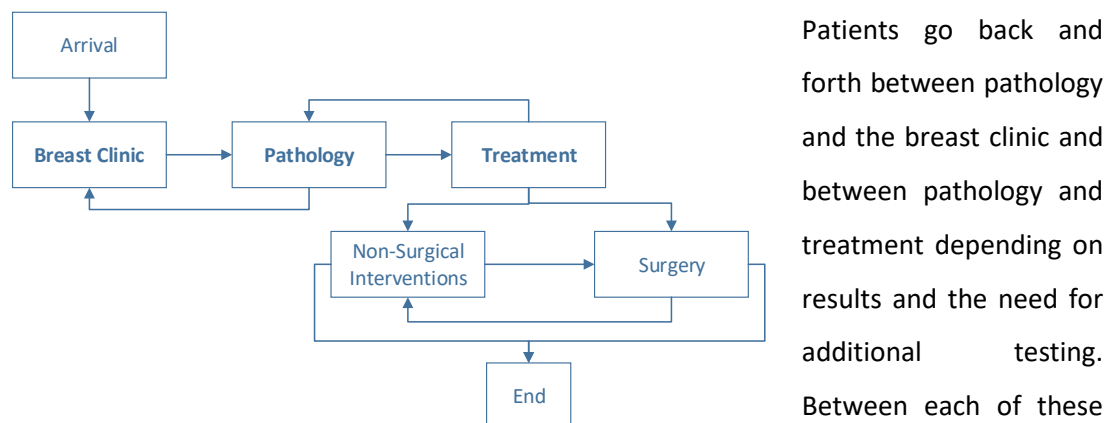 Arrival
Breast Clinic
Pathology
Treatment
Non-Surgical
Interventions
Surgery
End
Patients go back and
forth between pathology
and the breast clinic and
between pathology and
treatment depending on
results and the need for
additional testing.
Between each of these